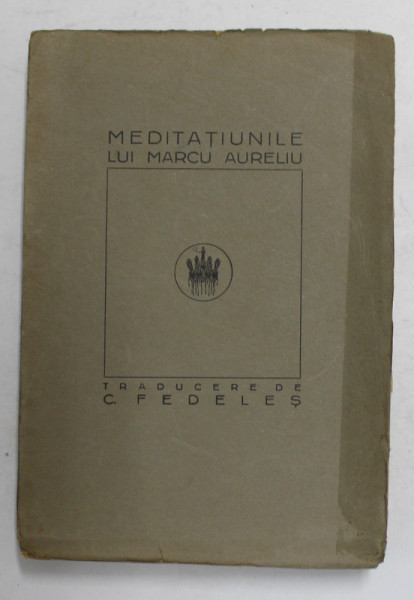 MEDITAȚIUNILE
LUI MARCU AURELIU
TRADUCERE DE
C. FEDELEȘ